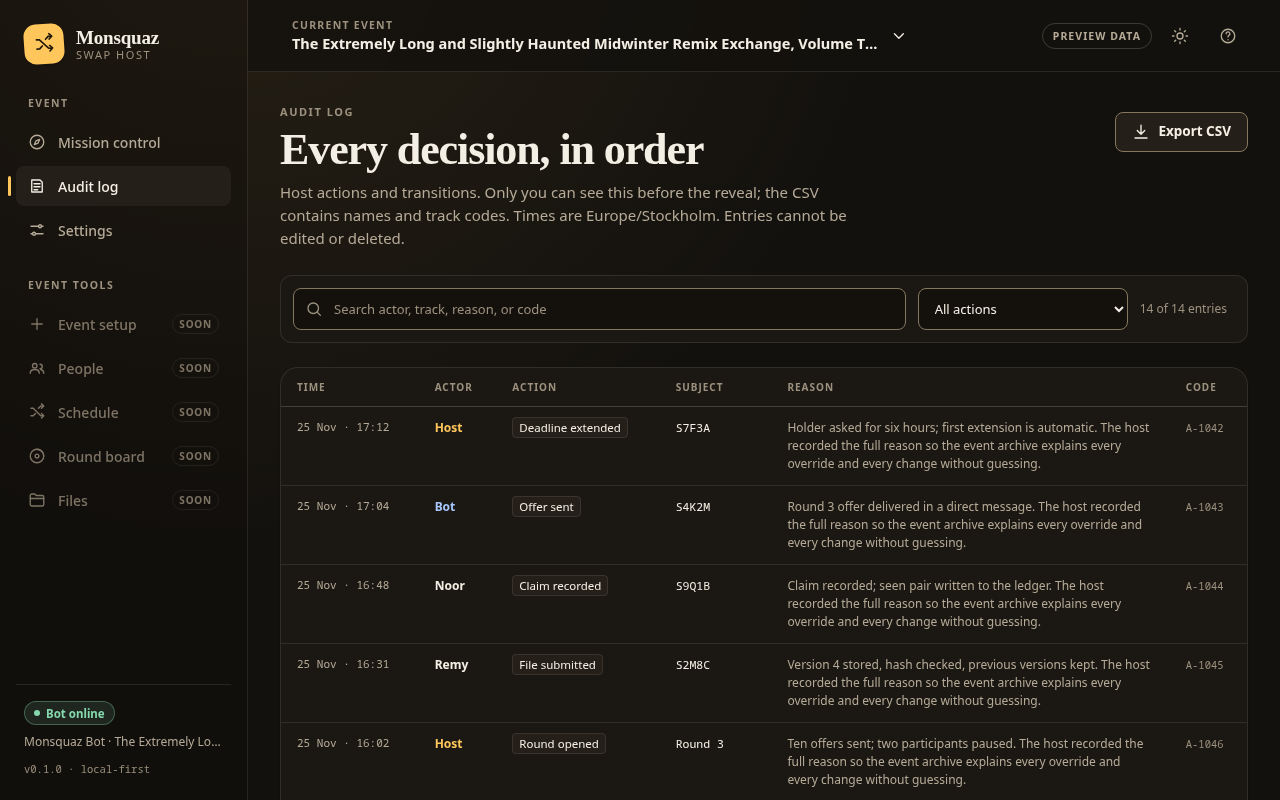 Monsquaz
SWAP HOST
EVENT
Mission control
Audit log
Settings
EVENT TOOLS
Event setup SOON
People SOON
Schedule SOON
Round board SOON
Files SOON
Bot online
Monsquaz Bot · The Extremely Lo...
v0.1.0 · local-first
CURRENT EVENT
The Extremely Long and Slightly Haunted Midwinter Remix Exchange, Volume T...
PREVIEW DATA
AUDIT LOG
Every decision, in order
Host actions and transitions. Only you can see this before the reveal; the CSV
contains names and track codes. Times are Europe/Stockholm. Entries cannot be
edited or deleted.
Export CSV
Search actor, track, reason, or code
All actions
14 of 14 entries
TIME ACTOR ACTION SUBJECT REASON CODE
25 Nov · 17:12 Host Deadline extended S7F3A Holder asked for six hours; first extension is automatic. The host A-1042
recorded the full reason so the event archive explains every
override and every change without guessing.
25 Nov · 17:04 Bot Offer sent S4K2M Round 3 offer delivered in a direct message. The host recorded A-1043
the full reason so the event archive explains every override and
every change without guessing.
25 Nov · 16:48 Noor Claim recorded S9Q1B Claim recorded; seen pair written to the ledger. The host A-1044
recorded the full reason so the event archive explains every
override and every change without guessing.
25 Nov · 16:31 Remy File submitted S2M8C Version 4 stored, hash checked, previous versions kept. The host A-1045
recorded the full reason so the event archive explains every
override and every change without guessing.
25 Nov · 16:02 Host Round opened Round 3 Ten offers sent; two participants paused. The host recorded the A-1046
full reason so the event archive explains every override and
every change without guessing.